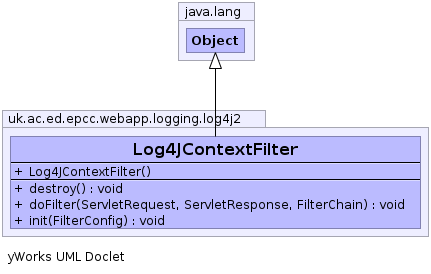 java.lang
Object
uk.ac.ed.epcc.webapp.logging.log4j2
Log4JContextFilter
+ Log4JContextFilter()
+ destroy() : void
+ doFilter(ServletRequest, ServletResponse, FilterChain) : void
+ init(FilterConfig) : void
yWorks UML Doclet